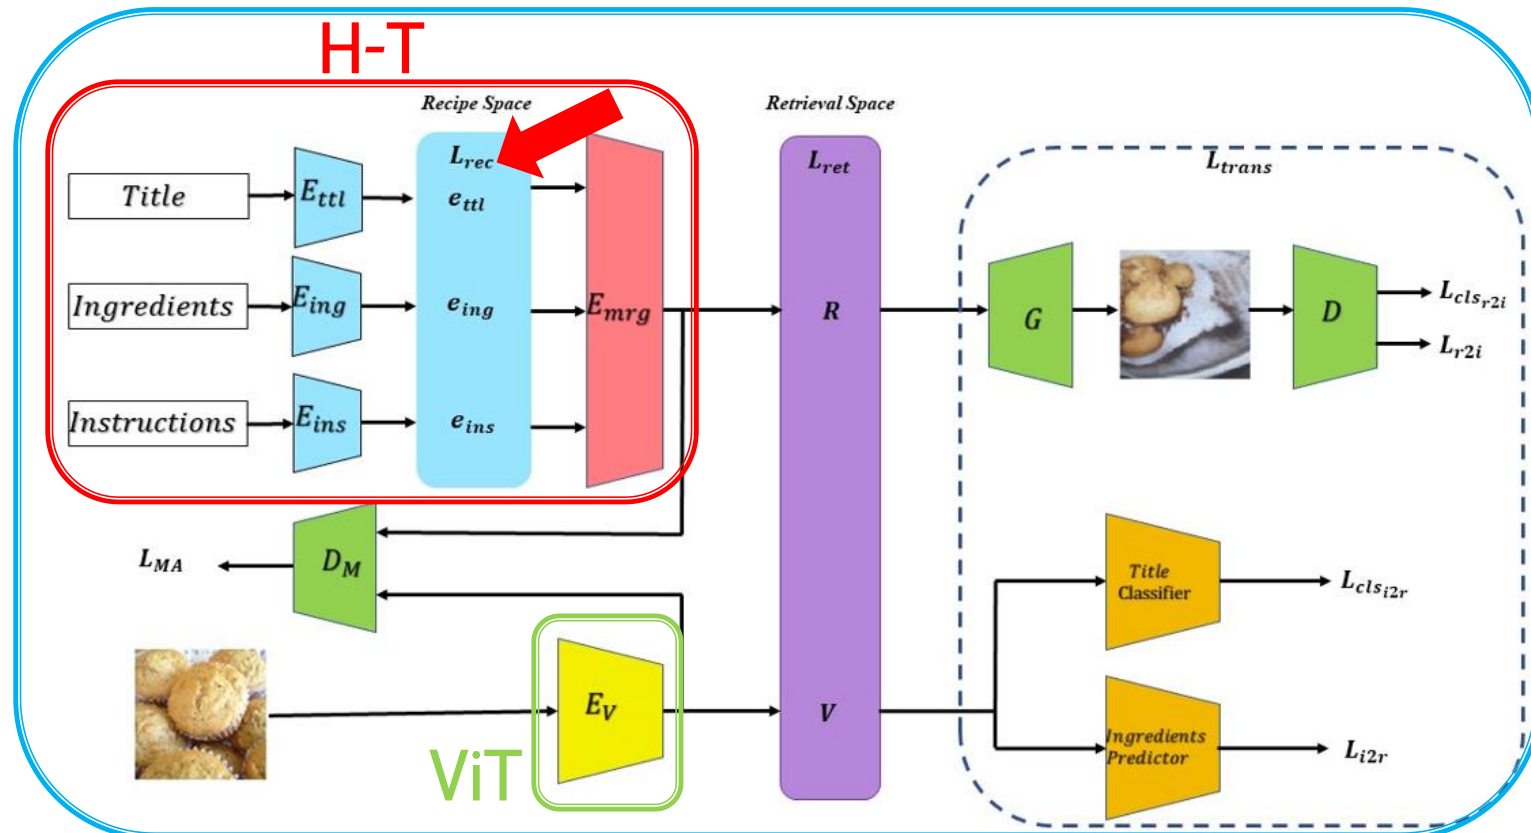 H-T
Recipe Space
Retrieval Space
L_rec
L_ret
L_trans
Title
E_ttl
e_ttl
Ingredients
E_ing
e_ing
E_mrg
R
G
D
L_cls_r2i
L_r2i
Instructions
E_ins
e_ins
L_MA
D_M
Title
Classifier
L_cls_i2r
E_V
V
Ingredients
Predictor
L_i2r
ViT